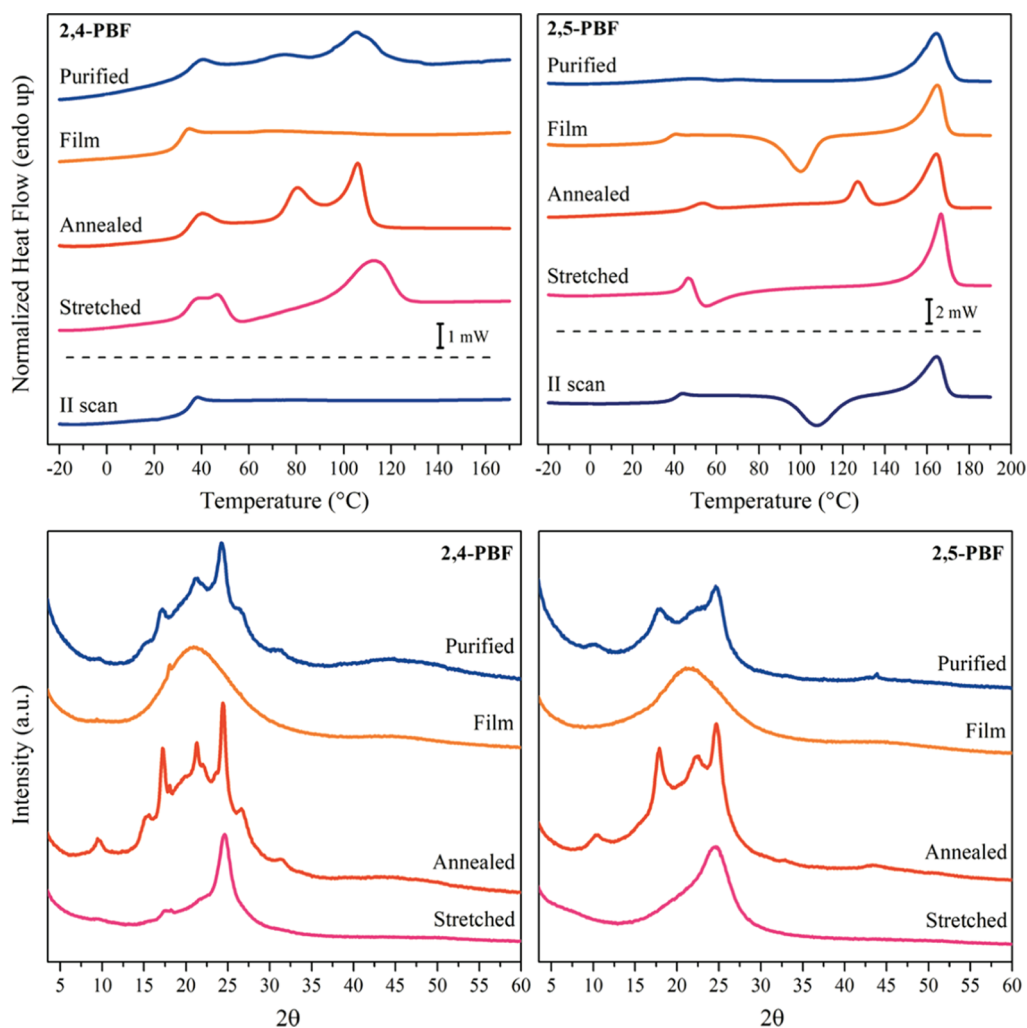 Normalized Heat Flow (endo up)
2,4-PBF
Purified
Film
Annealed
Stretched
1 mW
II scan
-20 0 20 40 60 80 100 120 140 160
Temperature (°C)
2,5-PBF
Purified
Film
Annealed
Stretched
2 mW
II scan
-20 0 20 40 60 80 100 120 140 160 180 200
Temperature (°C)
Intensity (a.u.)
2,4-PBF
Purified
Film
Annealed
Stretched
5 10 15 20 25 30 35 40 45 50 55 60
2θ
2,5-PBF
Purified
Film
Annealed
Stretched
5 10 15 20 25 30 35 40 45 50 55 60
2θ